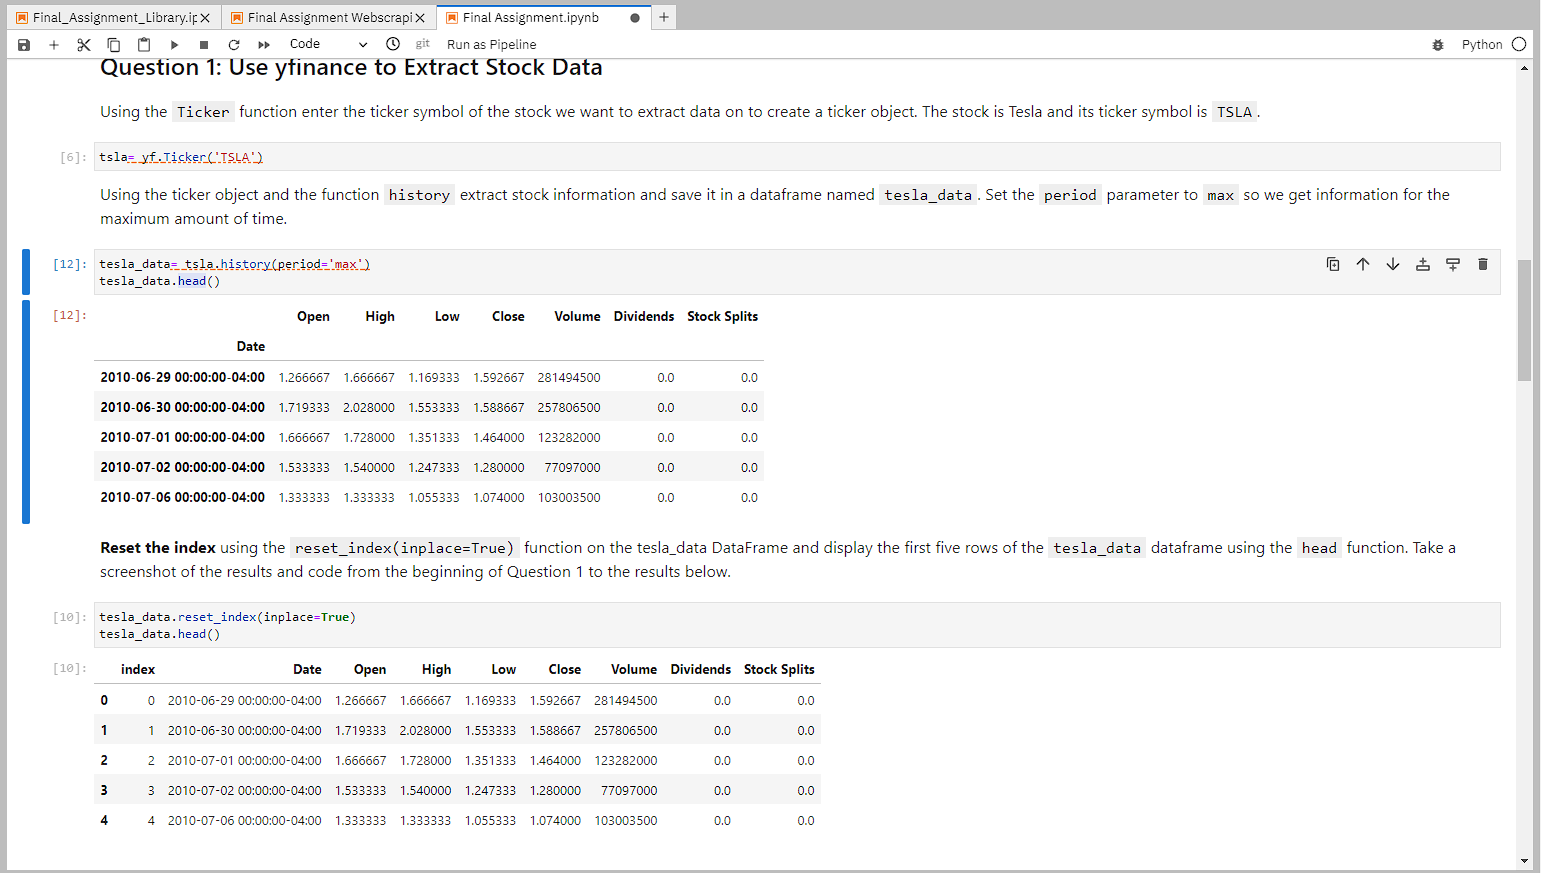 Final_Assignment_Library.ip
Final Assignment Webscrapi
Final Assignment.ipynb
Code
git
Run as Pipeline
Python
Question 1: Use yfinance to Extract Stock Data
Using the Ticker function enter the ticker symbol of the stock we want to extract data on to create a ticker object. The stock is Tesla and its ticker symbol is TSLA .
[6]: tsla= yf.Ticker('TSLA')
Using the ticker object and the function history extract stock information and save it in a dataframe named tesla_data . Set the period parameter to max so we get information for the
maximum amount of time.
[12]: tesla_data= tsla.history(period='max')
tesla_data.head()
[12]: Open High Low Close Volume Dividends Stock Splits
Date
2010-06-29 00:00:00-04:00 1.266667 1.666667 1.169333 1.592667 281494500 0.0 0.0
2010-06-30 00:00:00-04:00 1.719333 2.028000 1.553333 1.588667 257806500 0.0 0.0
2010-07-01 00:00:00-04:00 1.666667 1.728000 1.351333 1.464000 123282000 0.0 0.0
2010-07-02 00:00:00-04:00 1.533333 1.540000 1.247333 1.280000 77097000 0.0 0.0
2010-07-06 00:00:00-04:00 1.333333 1.333333 1.055333 1.074000 103003500 0.0 0.0
Reset the index using the reset_index(inplace=True) function on the tesla_data DataFrame and display the first five rows of the tesla_data dataframe using the head function. Take a
screenshot of the results and code from the beginning of Question 1 to the results below.
[10]: tesla_data.reset_index(inplace=True)
tesla_data.head()
[10]: index Date Open High Low Close Volume Dividends Stock Splits
0 0 2010-06-29 00:00:00-04:00 1.266667 1.666667 1.169333 1.592667 281494500 0.0 0.0
1 1 2010-06-30 00:00:00-04:00 1.719333 2.028000 1.553333 1.588667 257806500 0.0 0.0
2 2 2010-07-01 00:00:00-04:00 1.666667 1.728000 1.351333 1.464000 123282000 0.0 0.0
3 3 2010-07-02 00:00:00-04:00 1.533333 1.540000 1.247333 1.280000 77097000 0.0 0.0
4 4 2010-07-06 00:00:00-04:00 1.333333 1.333333 1.055333 1.074000 103003500 0.0 0.0